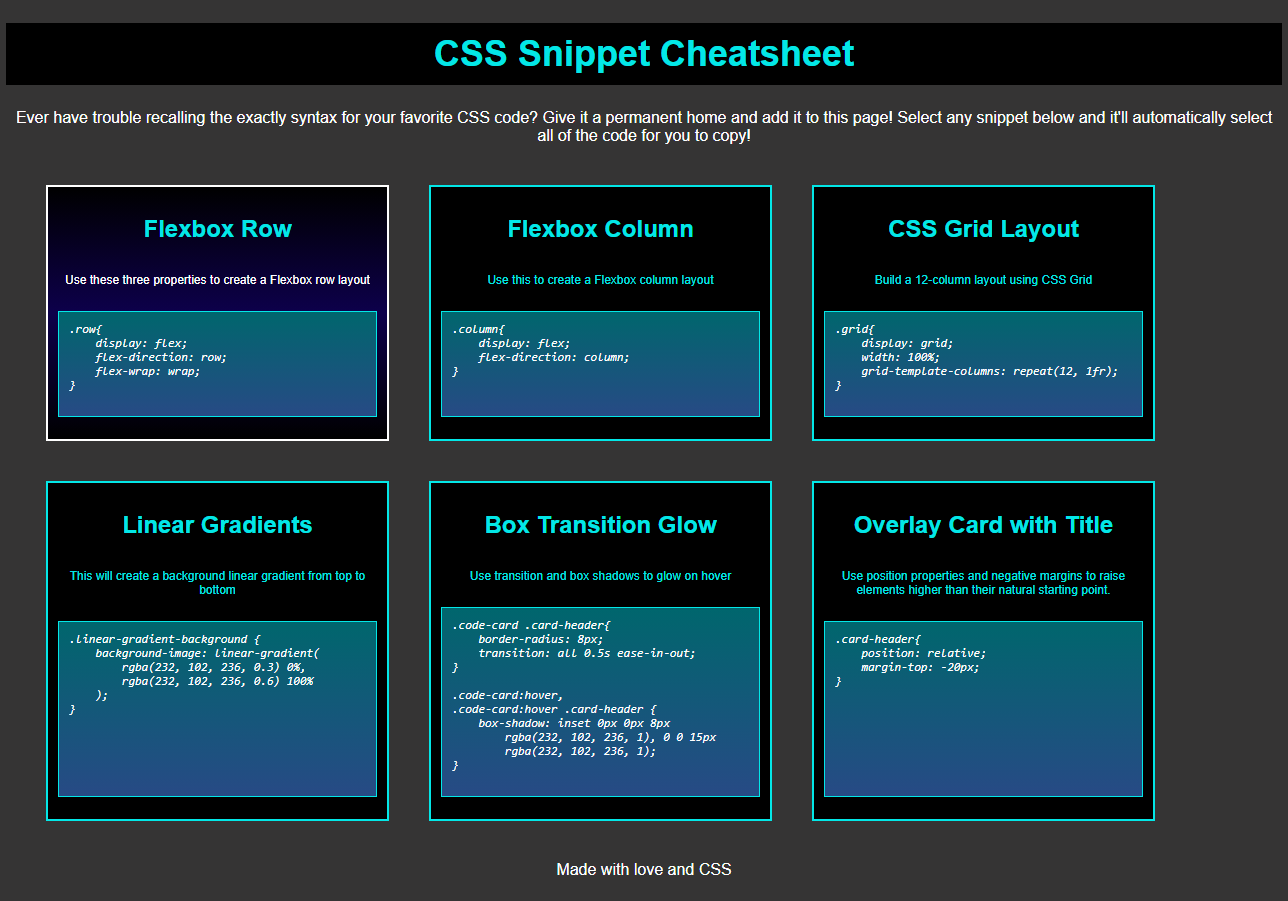 CSS Snippet Cheatsheet
Ever have trouble recalling the exactly syntax for your favorite CSS code? Give it a permanent home and add it to this page! Select any snippet below and it'll automatically select
all of the code for you to copy!
Flexbox Row
Use these three properties to create a Flexbox row layout
.row{
    display: flex;
    flex-direction: row;
    flex-wrap: wrap;
}
Flexbox Column
Use this to create a Flexbox column layout
.column{
    display: flex;
    flex-direction: column;
}
CSS Grid Layout
Build a 12-column layout using CSS Grid
.grid{
    display: grid;
    width: 100%;
    grid-template-columns: repeat(12, 1fr);
}
Linear Gradients
This will create a background linear gradient from top to
bottom
.linear-gradient-background {
    background-image: linear-gradient(
        rgba(232, 102, 236, 0.3) 0%,
        rgba(232, 102, 236, 0.6) 100%
    );
}
Box Transition Glow
Use transition and box shadows to glow on hover
.code-card .card-header{
    border-radius: 8px;
    transition: all 0.5s ease-in-out;
}
.code-card:hover,
.code-card:hover .card-header {
    box-shadow: inset 0px 0px 8px
        rgba(232, 102, 236, 1), 0 0 15px
        rgba(232, 102, 236, 1);
}
Overlay Card with Title
Use position properties and negative margins to raise
elements higher than their natural starting point.
.card-header{
    position: relative;
    margin-top: -20px;
}
Made with love and CSS